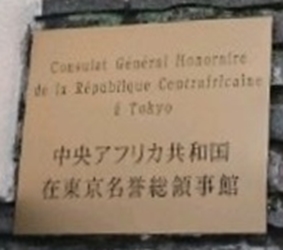 Consulat Général Honoraire
de la République Centrafricaine
à Tokyo
中央アフリカ共和国
在東京名誉総領事館